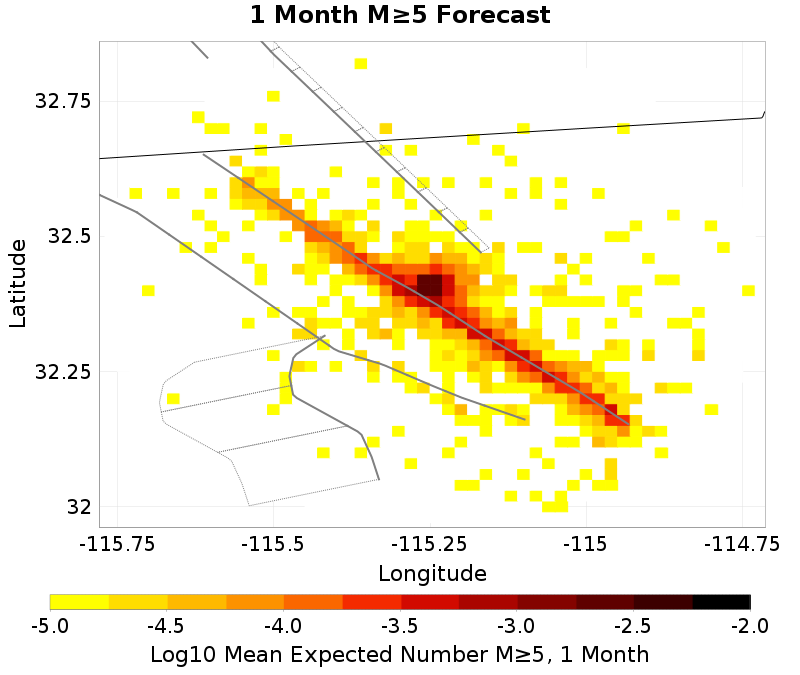 1 Month M≥5 Forecast
Latitude
32.75
32.5
32.25
32
-115.75 -115.5 -115.25 -115 -114.75
Longitude
-5.0 -4.5 -4.0 -3.5 -3.0 -2.5 -2.0
Log10 Mean Expected Number M≥5, 1 Month